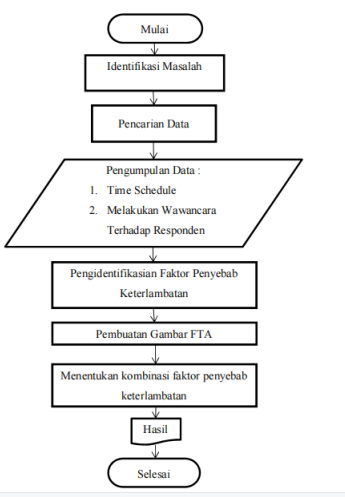 Mulai
Identifikasi Masalah
Pencarian Data
Pengumpulan Data :
1. Time Schedule
2. Melakukan Wawancara
Terhadap Responden
Pengidentifikasian Faktor Penyebab
Keterlambatan
Pembuatan Gambar FTA
Menentukan kombinasi faktor penyebab
keterlambatan
Hasil
Selesai